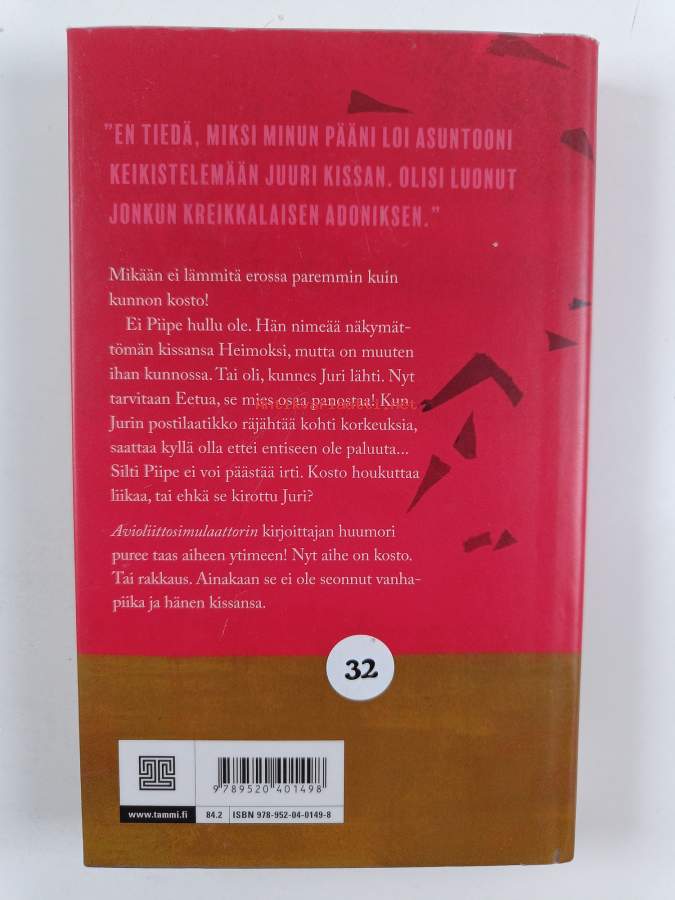 "EN TIEDÄ, MIKSI MINUN PÄÄNI LOI ASUNTOONI
KEIKISTELEMÄÄN JUURI KISSAN. OLISI LUONUT
JONKUN KREIKKALAISEN ADONIKSEN."
Mikään ei lämmitä erossa paremmin kuin
kunnon kosto!
Ei Piipe hullu ole. Hän nimeää näkymät-
tömän kissansa Heimoksi, mutta on muuten
ihan kunnossa. Tai oli, kunnes Juri lähti. Nyt
tarvitaan Eetua, se mies osaa panostaa! Kun
Jurin postilaatikko räjähtää kohti korkeuksia,
saattaa kyllä olla ettei entiseen ole paluuta...
Silti Piipe ei voi päästää irti. Kosto houkuttaa
liikaa, tai ehkä se kirottu Juri?
Avioliittosimulaattorin kirjoittajan huumori
puree taas aiheen ytimeen! Nyt aihe on kosto.
Tai rakkaus. Ainakaan se ei ole seonnut vanha-
piika ja hänen kissansa.
32
9789520401498
www.tammi.fi 84.2 ISBN 978-952-04-0149-8